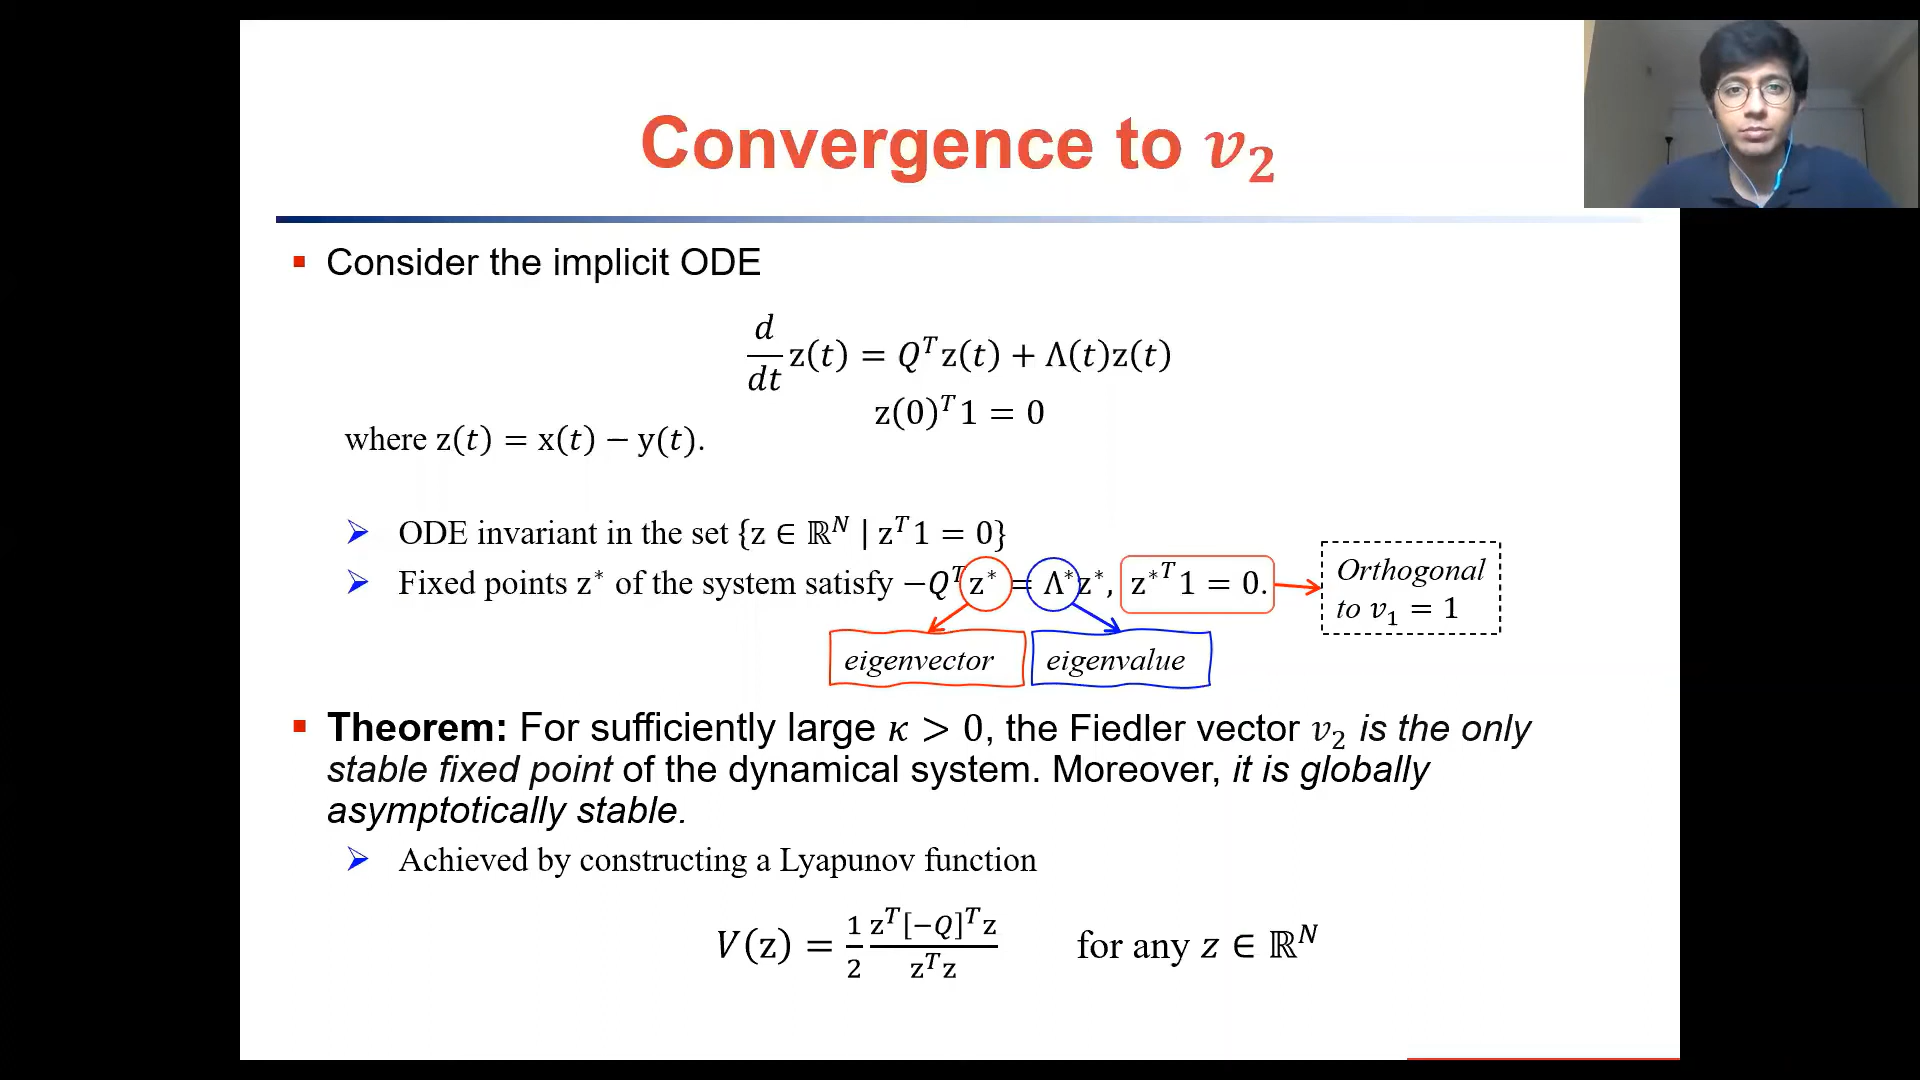 Convergence to 𝒗₂
Consider the implicit ODE
d/dt z(t) = Qᵀz(t) + Λ(t)z(t)
z(0)ᵀ1 = 0
where z(t) = x(t) − y(t).
ODE invariant in the set {z ∈ ℝᴺ | zᵀ1 = 0}
Fixed points z* of the system satisfy −Qᵀz* = Λ*z*, z*ᵀ1 = 0.
Orthogonal
to v₁ = 1
eigenvector
eigenvalue
Theorem: For sufficiently large κ > 0, the Fiedler vector v₂ is the only
stable fixed point of the dynamical system. Moreover, it is globally
asymptotically stable.
Achieved by constructing a Lyapunov function
V(z) = 1/2 zᵀ[−Q]ᵀz / zᵀz for any z ∈ ℝᴺ